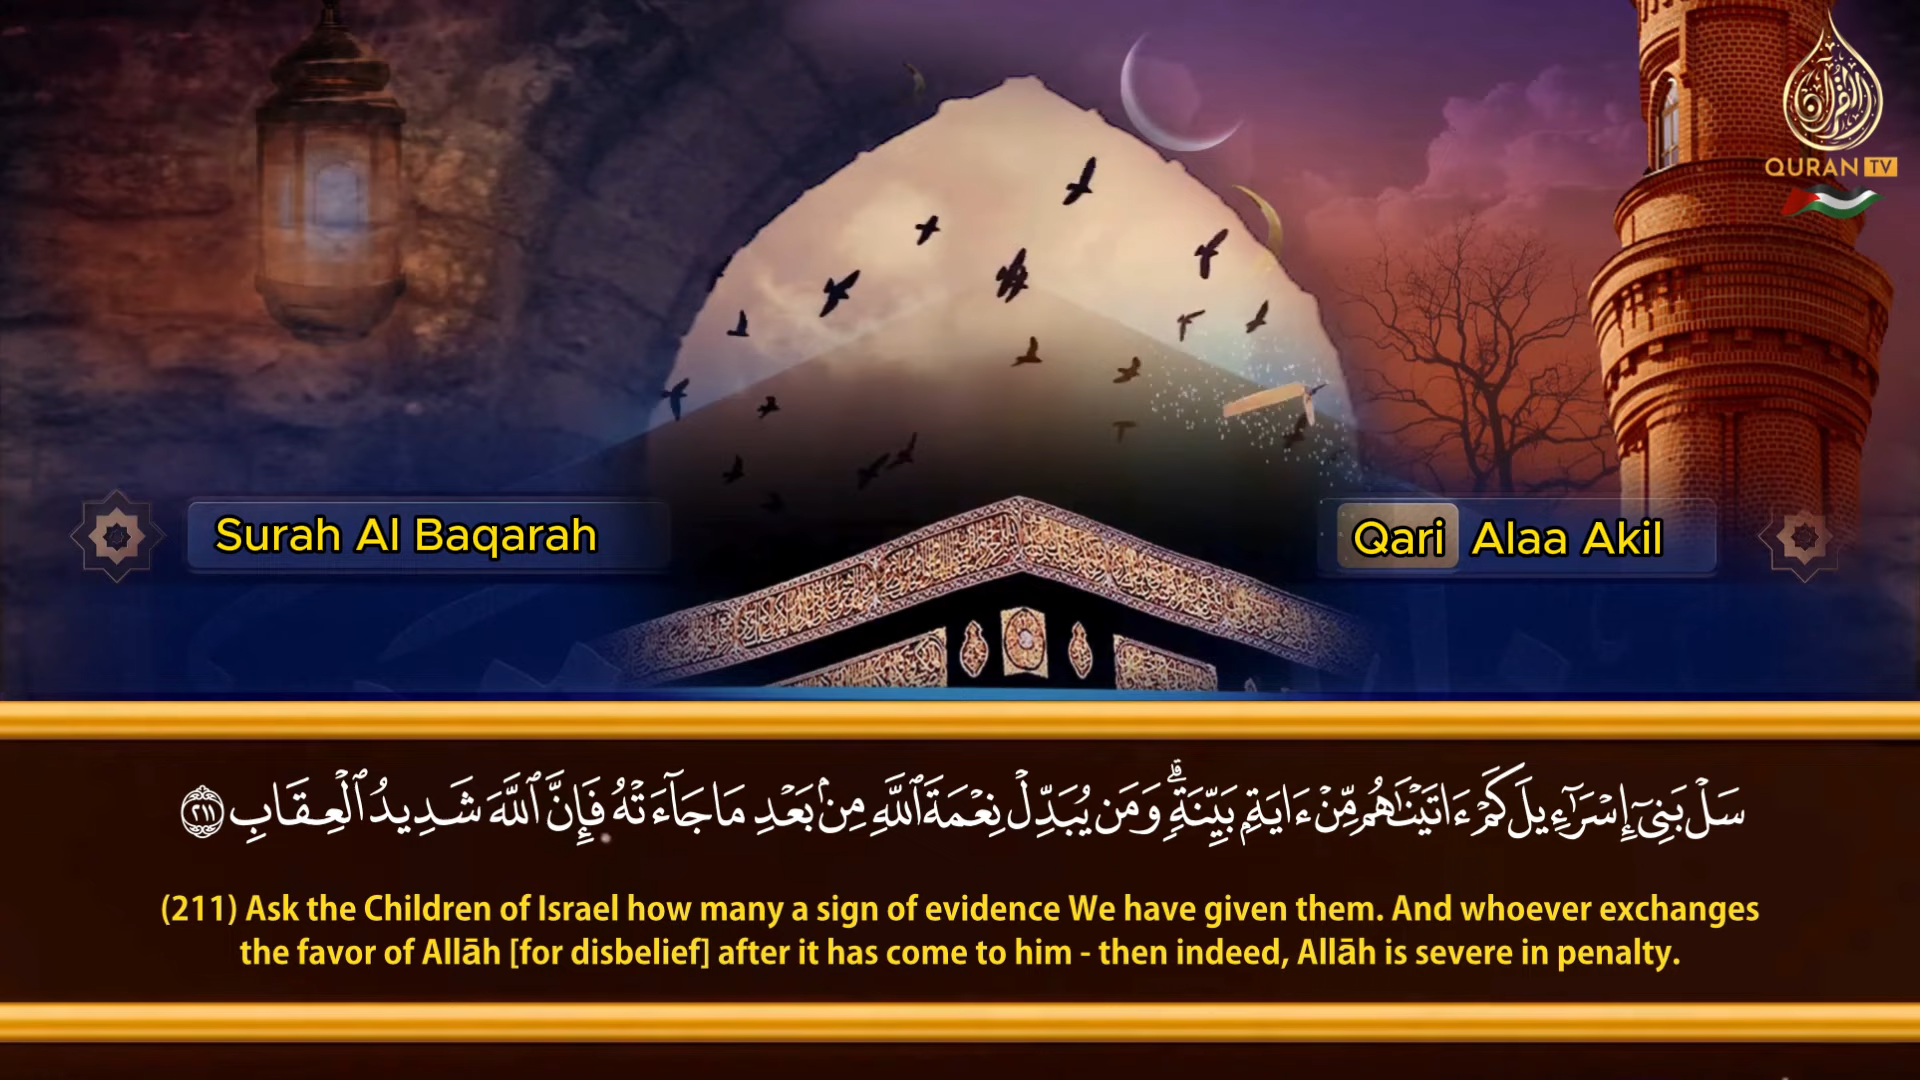 القرآن
QURAN TV
Surah Al Baqarah
Qari Alaa Akil
سَلْ بَنِىٓ إِسْرَٰٓءِيلَ كَمْ ءَاتَيْنَٰهُم مِّنْ ءَايَةٍۭ بَيِّنَةٍۗ وَمَن يُبَدِّلْ نِعْمَةَ ٱللَّهِ مِنۢ بَعْدِ مَا جَآءَتْهُ فَإِنَّ ٱللَّهَ شَدِيدُ ٱلْعِقَابِ ٢١١
(211) Ask the Children of Israel how many a sign of evidence We have given them. And whoever exchanges
the favor of Allāh [for disbelief] after it has come to him - then indeed, Allāh is severe in penalty.